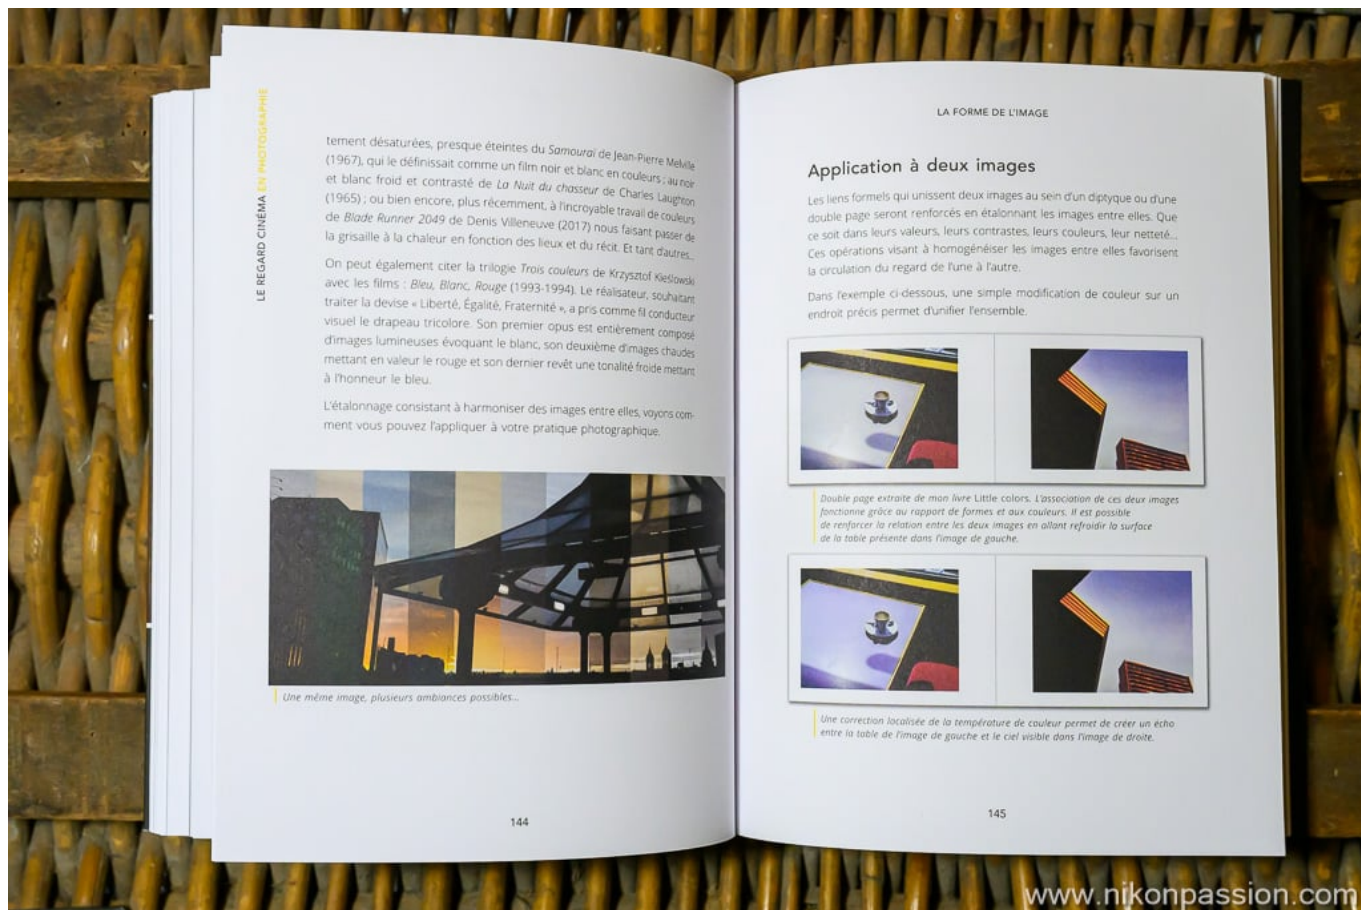 LE REGARD CINÉMA EN PHOTOGRAPHIE
tement désaturées, presque éteintes du Samouraï de Jean-Pierre Melville
(1967), qui le définissait comme un film noir et blanc en couleurs ; au noir
et blanc froid et contrasté de La Nuit du chasseur de Charles Laughton
(1965) ; ou bien encore, plus récemment, à l'incroyable travail de couleurs
de Blade Runner 2049 de Denis Villeneuve (2017) nous faisant passer de
la grisaille à la chaleur en fonction des lieux et du récit. Et tant d'autres...
On peut également citer la trilogie Trois couleurs de Krzysztof Kieślowski
avec les films : Bleu, Blanc, Rouge (1993-1994). Le réalisateur, souhaitant
traiter la devise « Liberté, Égalité, Fraternité », a pris comme fil conducteur
visuel le drapeau tricolore. Son premier opus est entièrement composé
d'images lumineuses évoquant le blanc, son deuxième d'images chaudes
mettant en valeur le rouge et son dernier revêt une tonalité froide mettant
à l'honneur le bleu.
L'étalonnage consistant à harmoniser des images entre elles, voyons com-
ment vous pouvez l'appliquer à votre pratique photographique.
Une même image, plusieurs ambiances possibles...
144
LA FORME DE L'IMAGE
Application à deux images
Les liens formels qui unissent deux images au sein d'un diptyque ou d'une
double page seront renforcés en étalonnant les images entre elles. Que
ce soit dans leurs valeurs, leurs contrastes, leurs couleurs, leur netteté...
Ces opérations visant à homogénéiser les images entre elles favorisent
la circulation du regard de l'une à l'autre.
Dans l'exemple ci-dessous, une simple modification de couleur sur un
endroit précis permet d'unifier l'ensemble.
Double page extraite de mon livre Little colors. L'association de ces deux images
fonctionne grâce au rapport de formes et aux couleurs. Il est possible
de renforcer la relation entre les deux images en allant refroidir la surface
de la table présente dans l'image de gauche.
Une correction localisée de la température de couleur permet de créer un écho
entre la table de l'image de gauche et le ciel visible dans l'image de droite.
145
www.nikonpassion.com